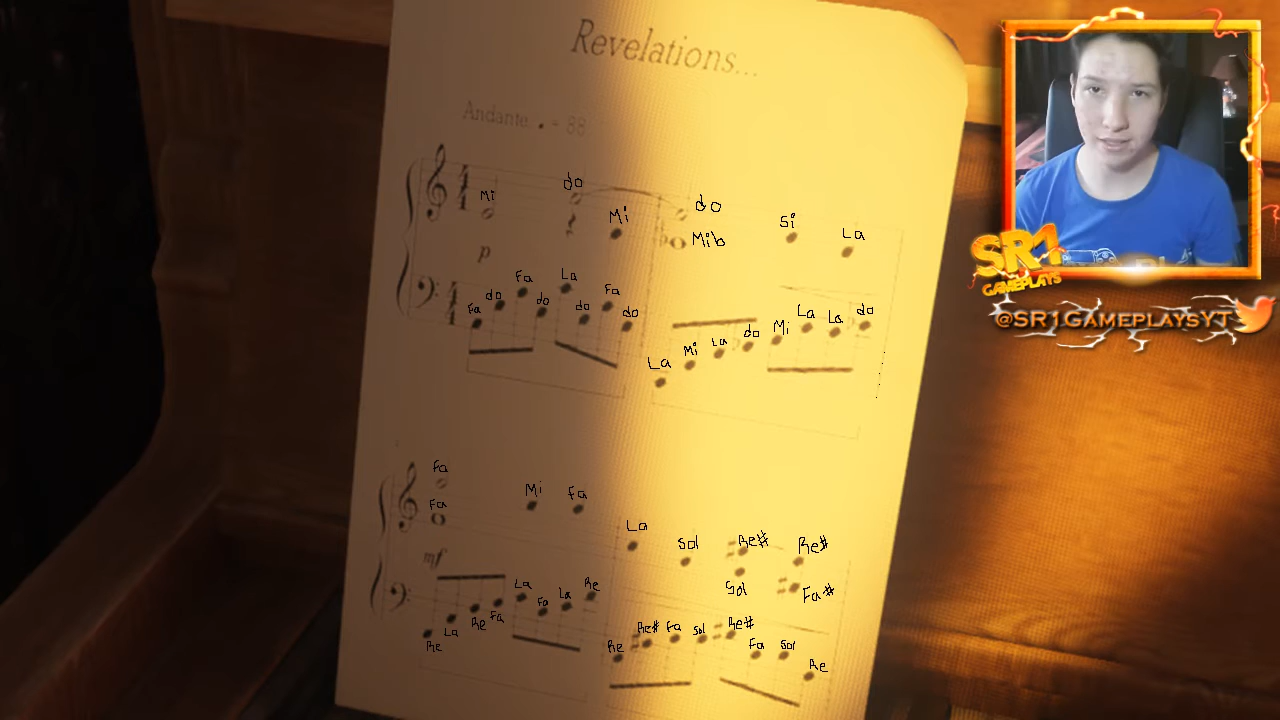 Revelations...
Andante... ♩ = 88
Mi do Mi do
Mib
Si La
p
Fa do Fa do La do Fa do
La Mi La do Mi La La do
Fa
Fa
Mi Fa
La Sol Re# Re#
Sol Fa#
mf
Re La Re Fa La Fa La Re
Re Re# Fa Sol Re# Fa Sol Re
SR1
GAMEPLAYS
@SR1GAMEPLAYSYT